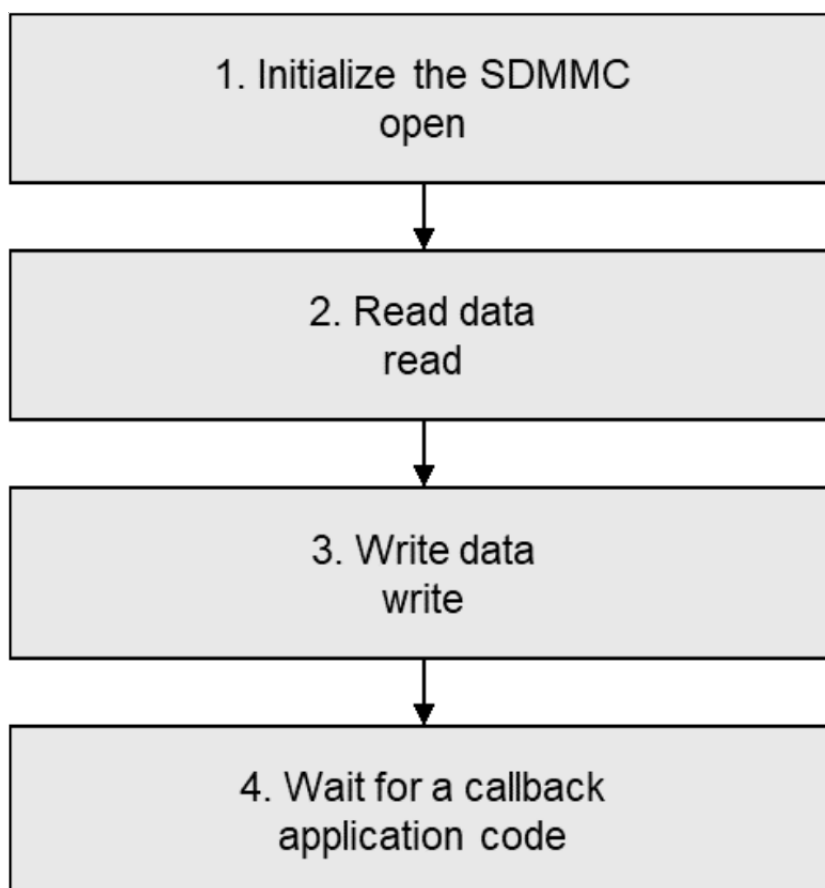 1. Initialize the SDMMC
open
2. Read data
read
3. Write data
write
4. Wait for a callback
application code